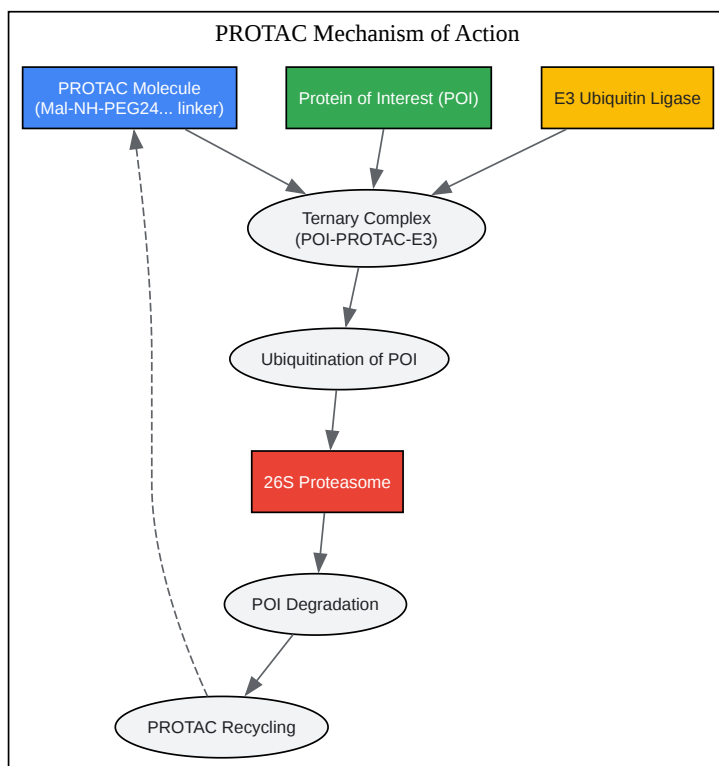 PROTAC Mechanism of Action
PROTAC Molecule
(Mal-NH-PEG24... linker)
Protein of Interest (POI)
E3 Ubiquitin Ligase
Ternary Complex
(POI-PROTAC-E3)
Ubiquitination of POI
26S Proteasome
POI Degradation
PROTAC Recycling